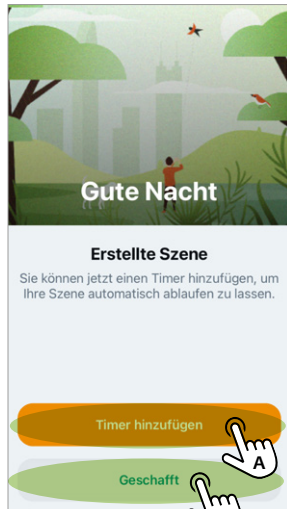 Gute Nacht
Erstellte Szene
Sie können jetzt einen Timer hinzufügen, um
Ihre Szene automatisch ablaufen zu lassen.
Timer hinzufügen
A
Geschafft